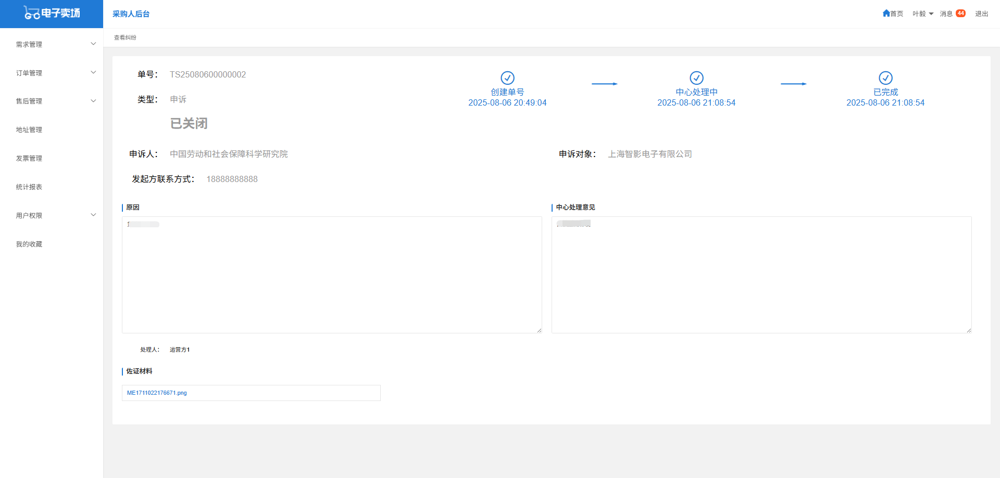 电子卖场
采购人后台
首页 叶毅 消息 44 退出
查看纠纷
需求管理
订单管理
售后管理
地址管理
发票管理
统计报表
用户权限
我的收藏
单号： TS25080600000002
类型： 申诉
已关闭
创建单号
2025-08-06 20:49:04
中心处理中
2025-08-06 21:08:54
已完成
2025-08-06 21:08:54
申诉人： 中国劳动和社会保障科学研究院
申诉对象： 上海智影电子有限公司
发起方联系方式： 18888888888
原因
中心处理意见
处理人： 运营方1
佐证材料
ME1711022176671.png